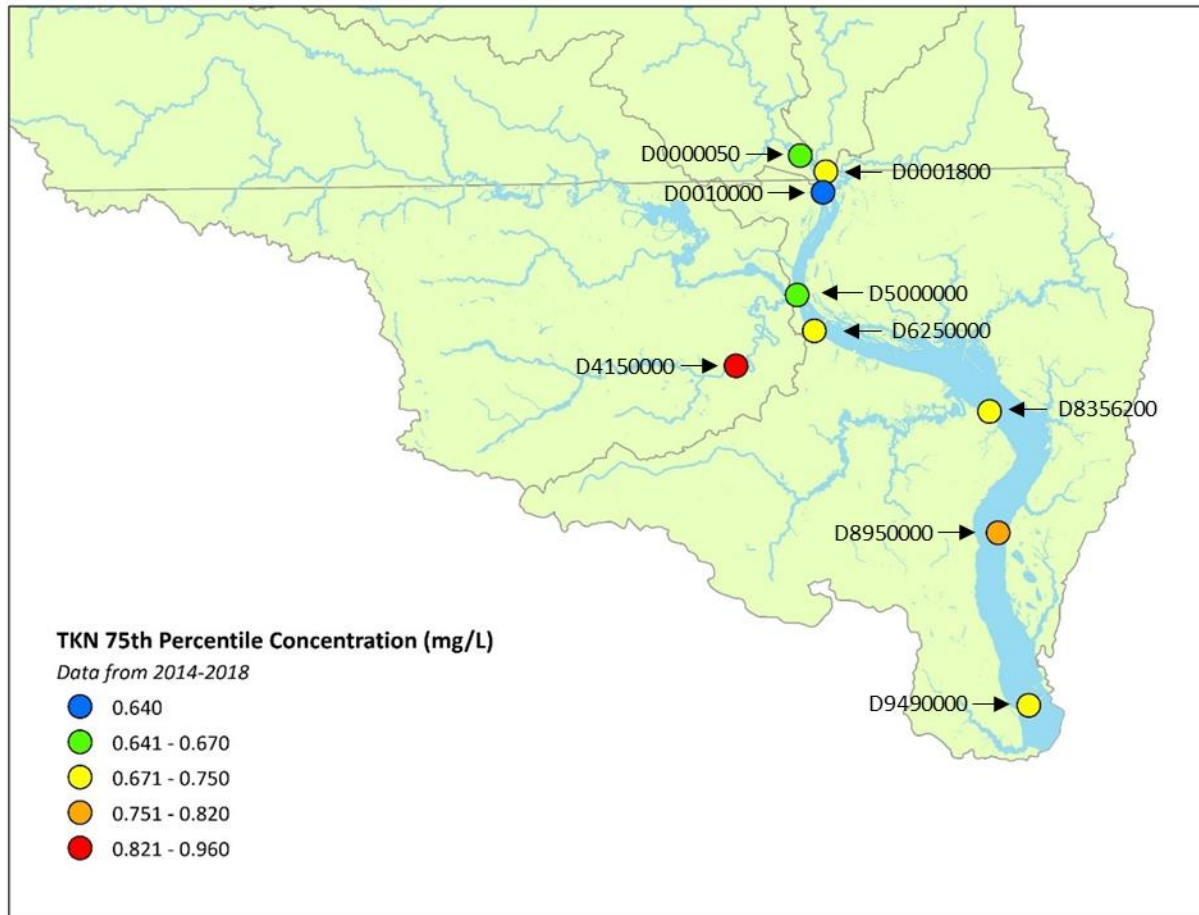 D0000050
D0001800
D0010000
D5000000
D6250000
D4150000
D8356200
D8950000
D9490000
TKN 75th Percentile Concentration (mg/L)
Data from 2014-2018
0.640
0.641 - 0.670
0.671 - 0.750
0.751 - 0.820
0.821 - 0.960